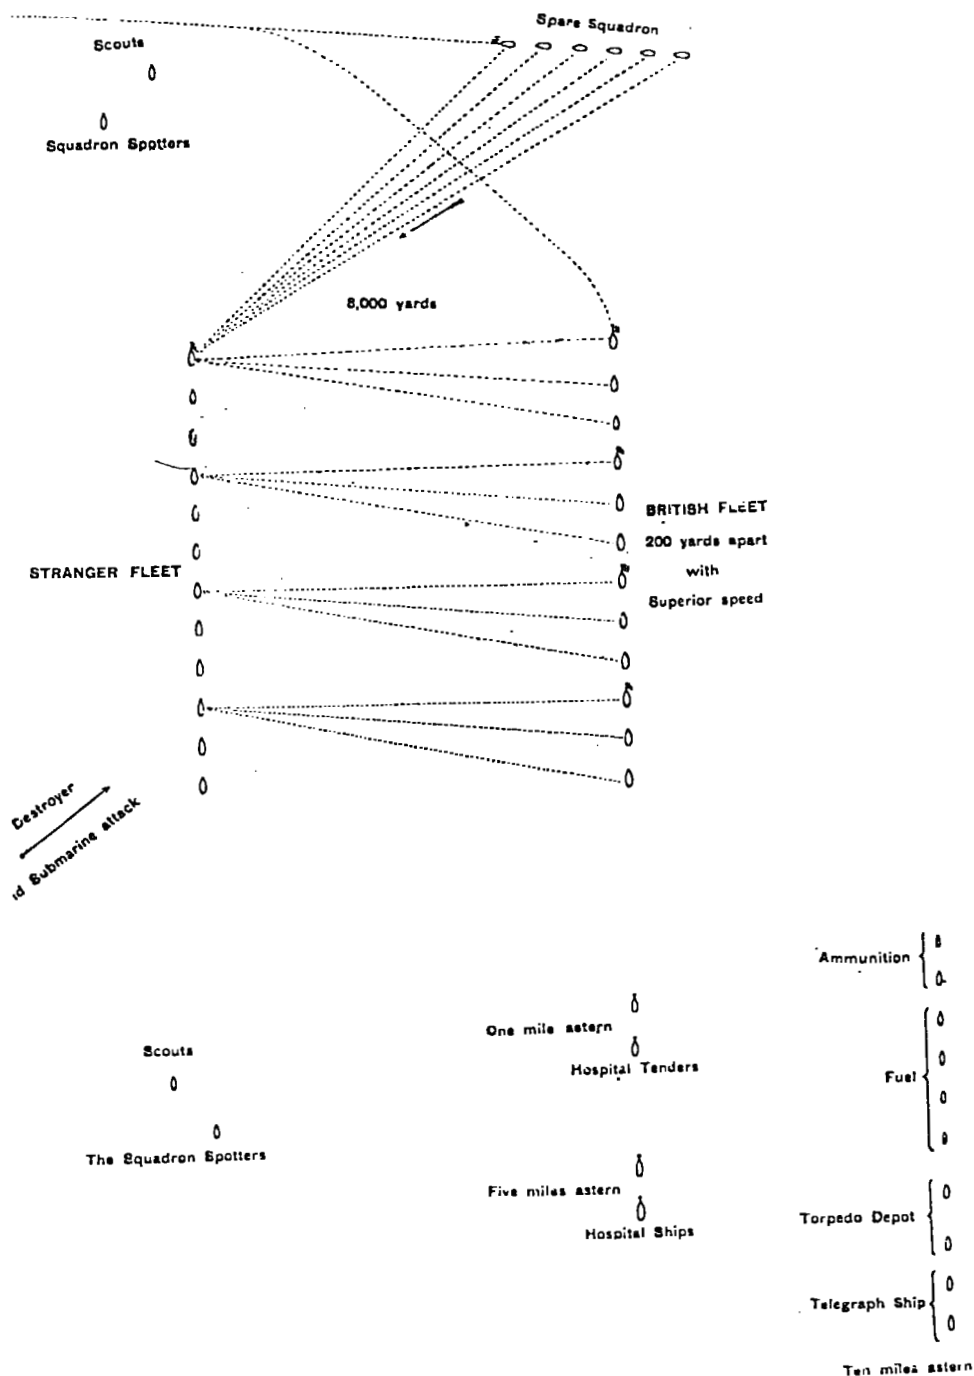 Spare Squadron
Scouts
Squadron Spotters
8,000 yards
BRITISH FLEET
200 yards apart
with
Superior speed
STRANGER FLEET
Destroyer
Submarine attack
Ammunition
One mile astern
Hospital Tenders
Scouts
Fuel
The Squadron Spotters
Five miles astern
Hospital Ships
Torpedo Depot
Telegraph Ship
Ten miles astern